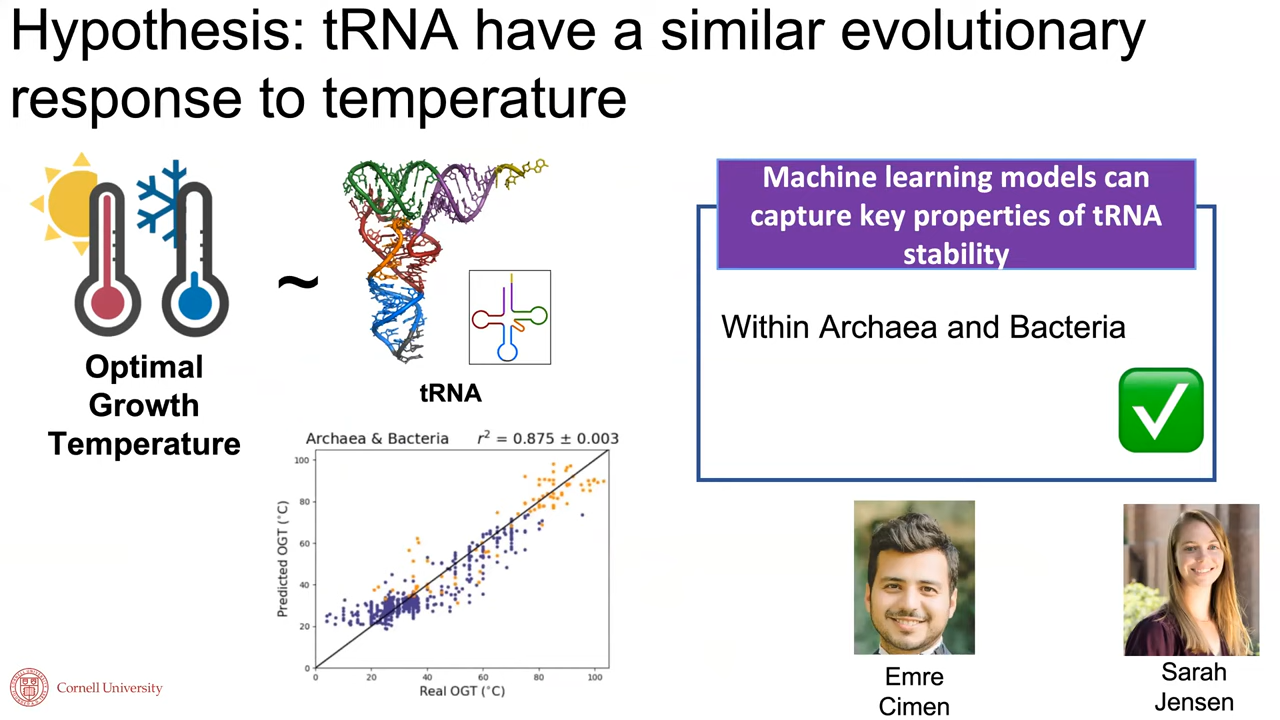 Hypothesis: tRNA have a similar evolutionary
response to temperature
~
Optimal
Growth
Temperature
tRNA
Machine learning models can
capture key properties of tRNA
stability
Within Archaea and Bacteria
Archaea & Bacteria r² = 0.875 ± 0.003
Predicted OGT (°C)
100
80
60
40
20
0
0 20 40 60 80 100
Real OGT (°C)
Emre
Cimen
Sarah
Jensen
Cornell University